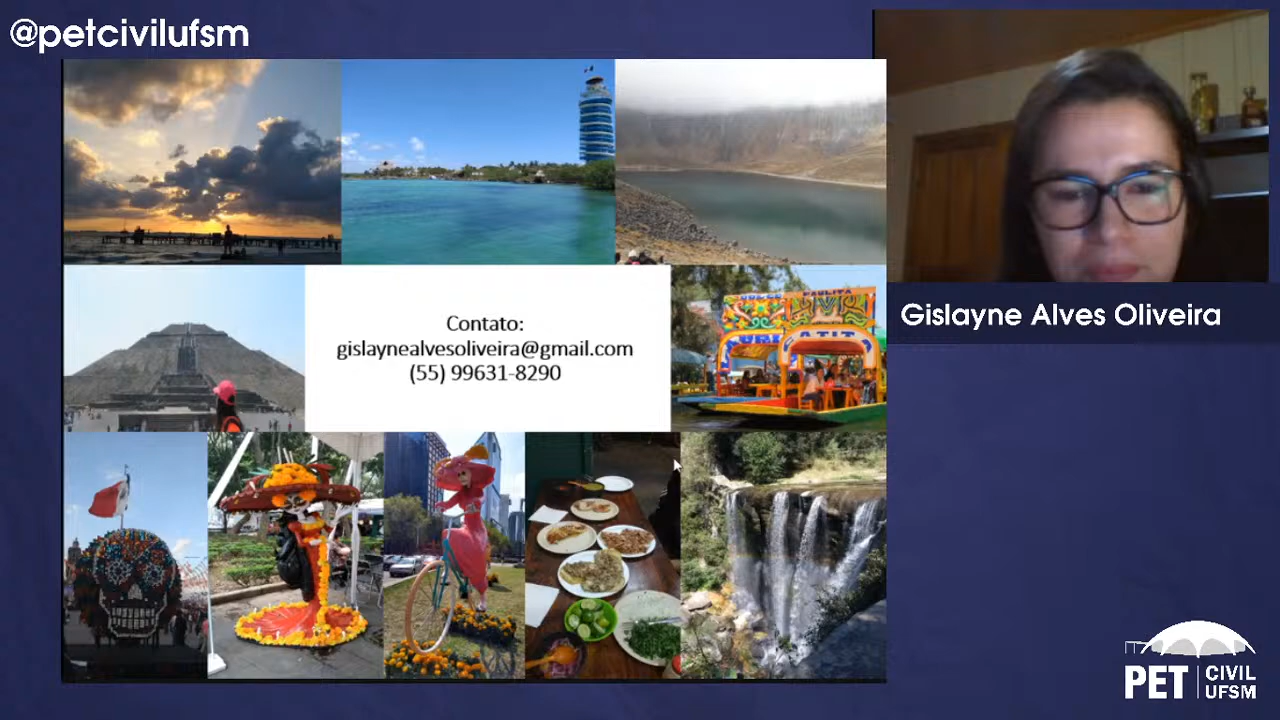 @petcivilufsm
Contato:
gislaynealvesoliveira@gmail.com
(55) 99631-8290
Gislayne Alves Oliveira
PET
CIVIL
UFSM